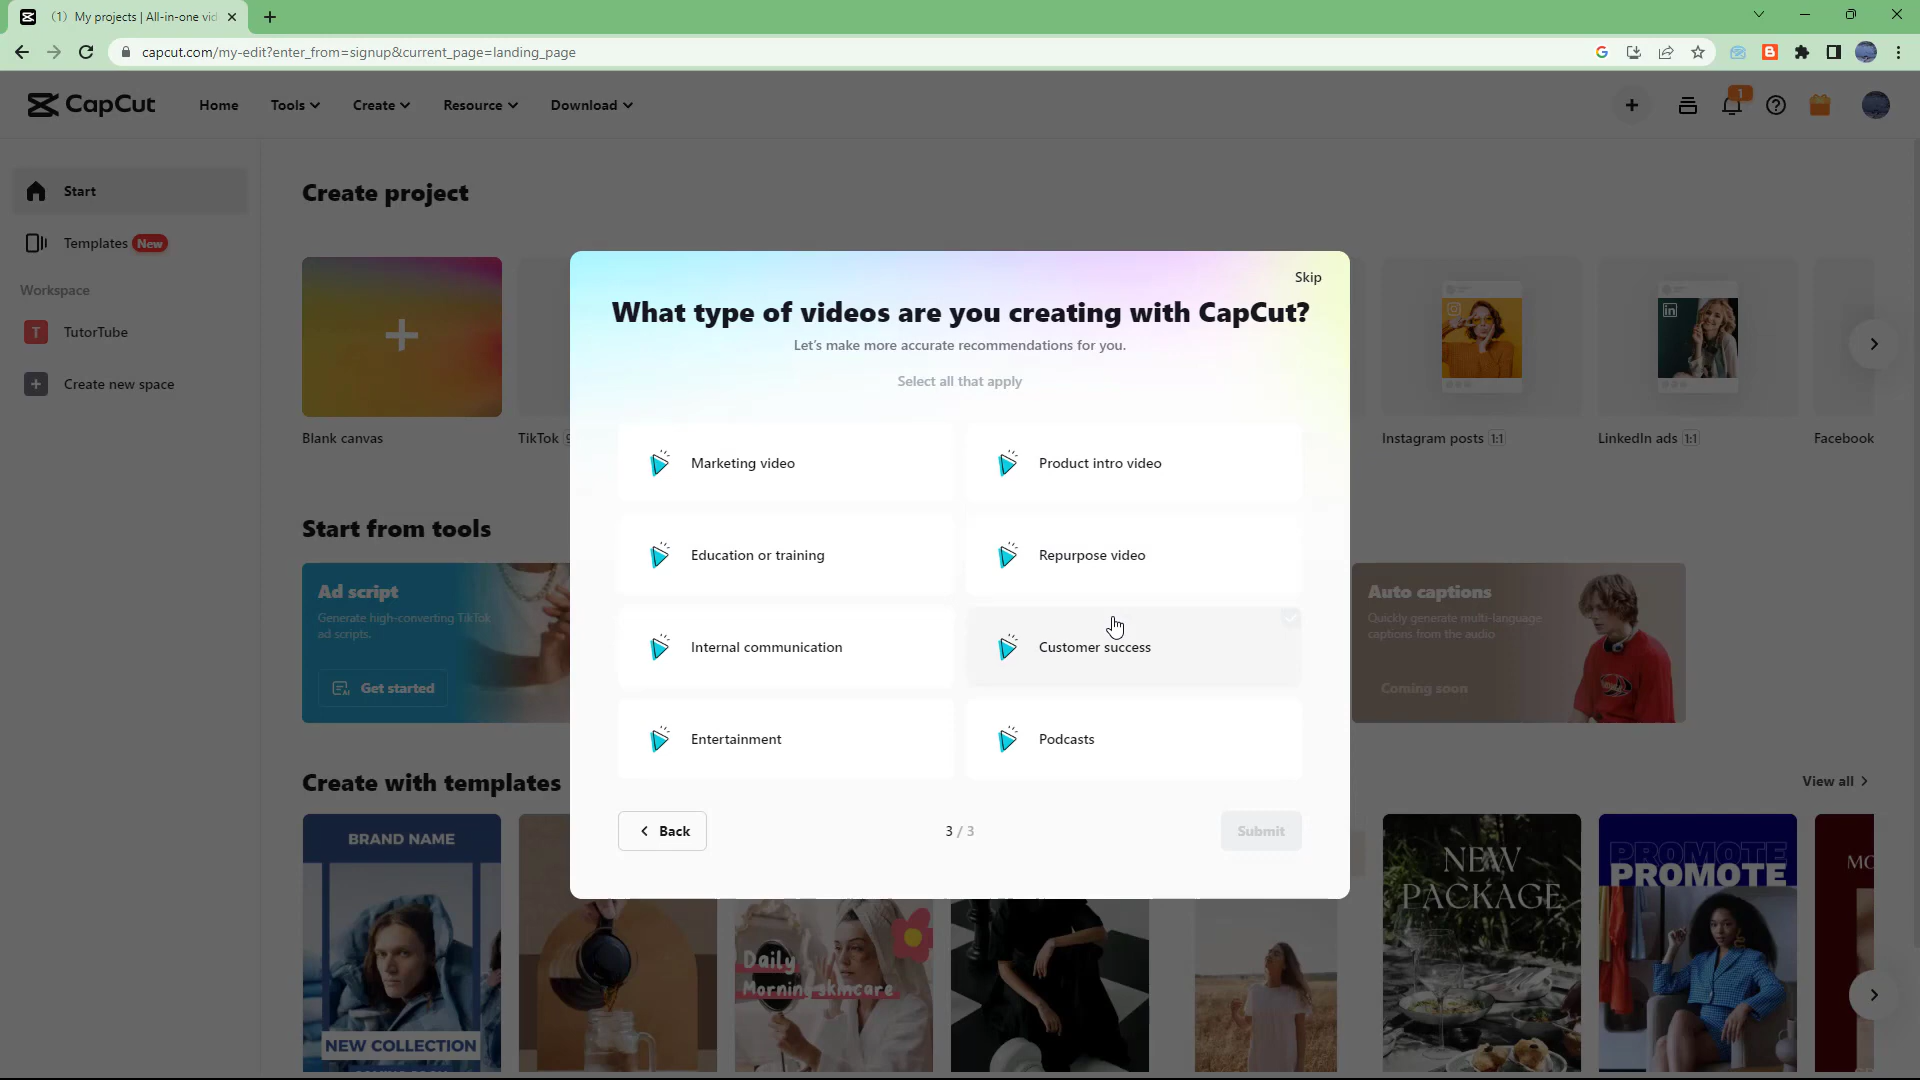 (1) My projects | All-in-one vid
capcut.com/my-edit?enter_from=signup&current_page=landing_page
CapCut
Home
Tools
Create
Resource
Download
1
Start
Templates
New
Workspace
T
TutorTube
Create new space
Create project
Blank canvas
TikTok
Instagram posts 1:1
LinkedIn ads 1:1
Facebook
Skip
What type of videos are you creating with CapCut?
Let's make more accurate recommendations for you.
Select all that apply
Marketing video
Product intro video
Education or training
Repurpose video
Internal communication
Customer success
Entertainment
Podcasts
Back
3 / 3
Submit
Start from tools
Ad script
Generate high-converting TikTok
ad scripts.
Get started
Auto captions
Quickly generate multi-language
captions from the audio
Coming soon
Create with templates
View all
BRAND NAME
NEW COLLECTION
Daily
Morning skincare
NEW
PACKAGE
PROMOTE
PROMOTE
MO